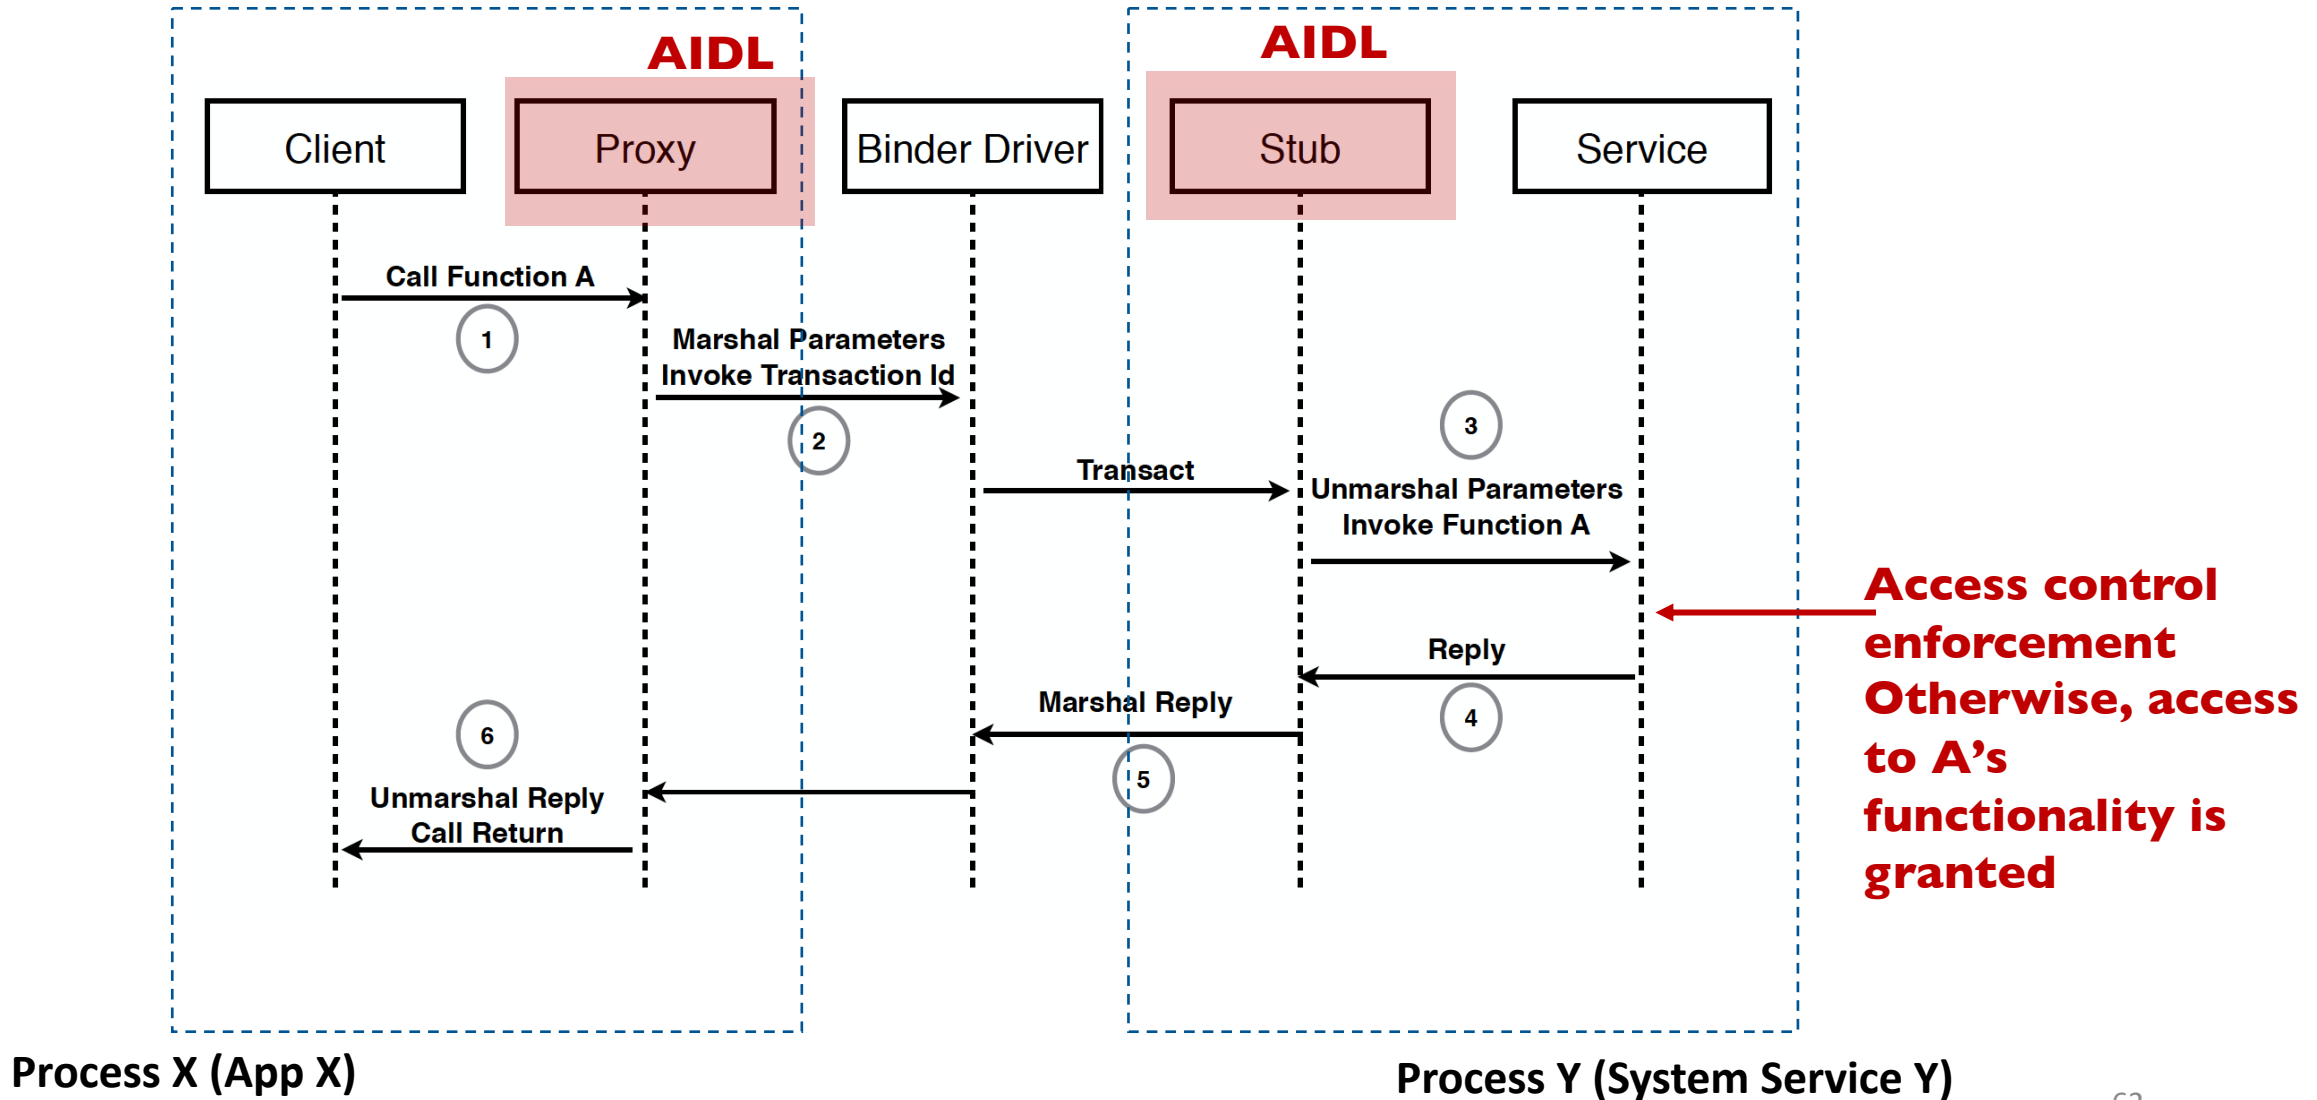 AIDL
AIDL
Client
Proxy
Binder Driver
Stub
Service
Call Function A
1
Marshal Parameters
Invoke Transaction Id
2
3
Transact
Unmarshal Parameters
Invoke Function A
Access control
enforcement
Otherwise, access
to A’s
functionality is
granted
Reply
4
Marshal Reply
5
6
Unmarshal Reply
Call Return
Process X (App X)
Process Y (System Service Y)